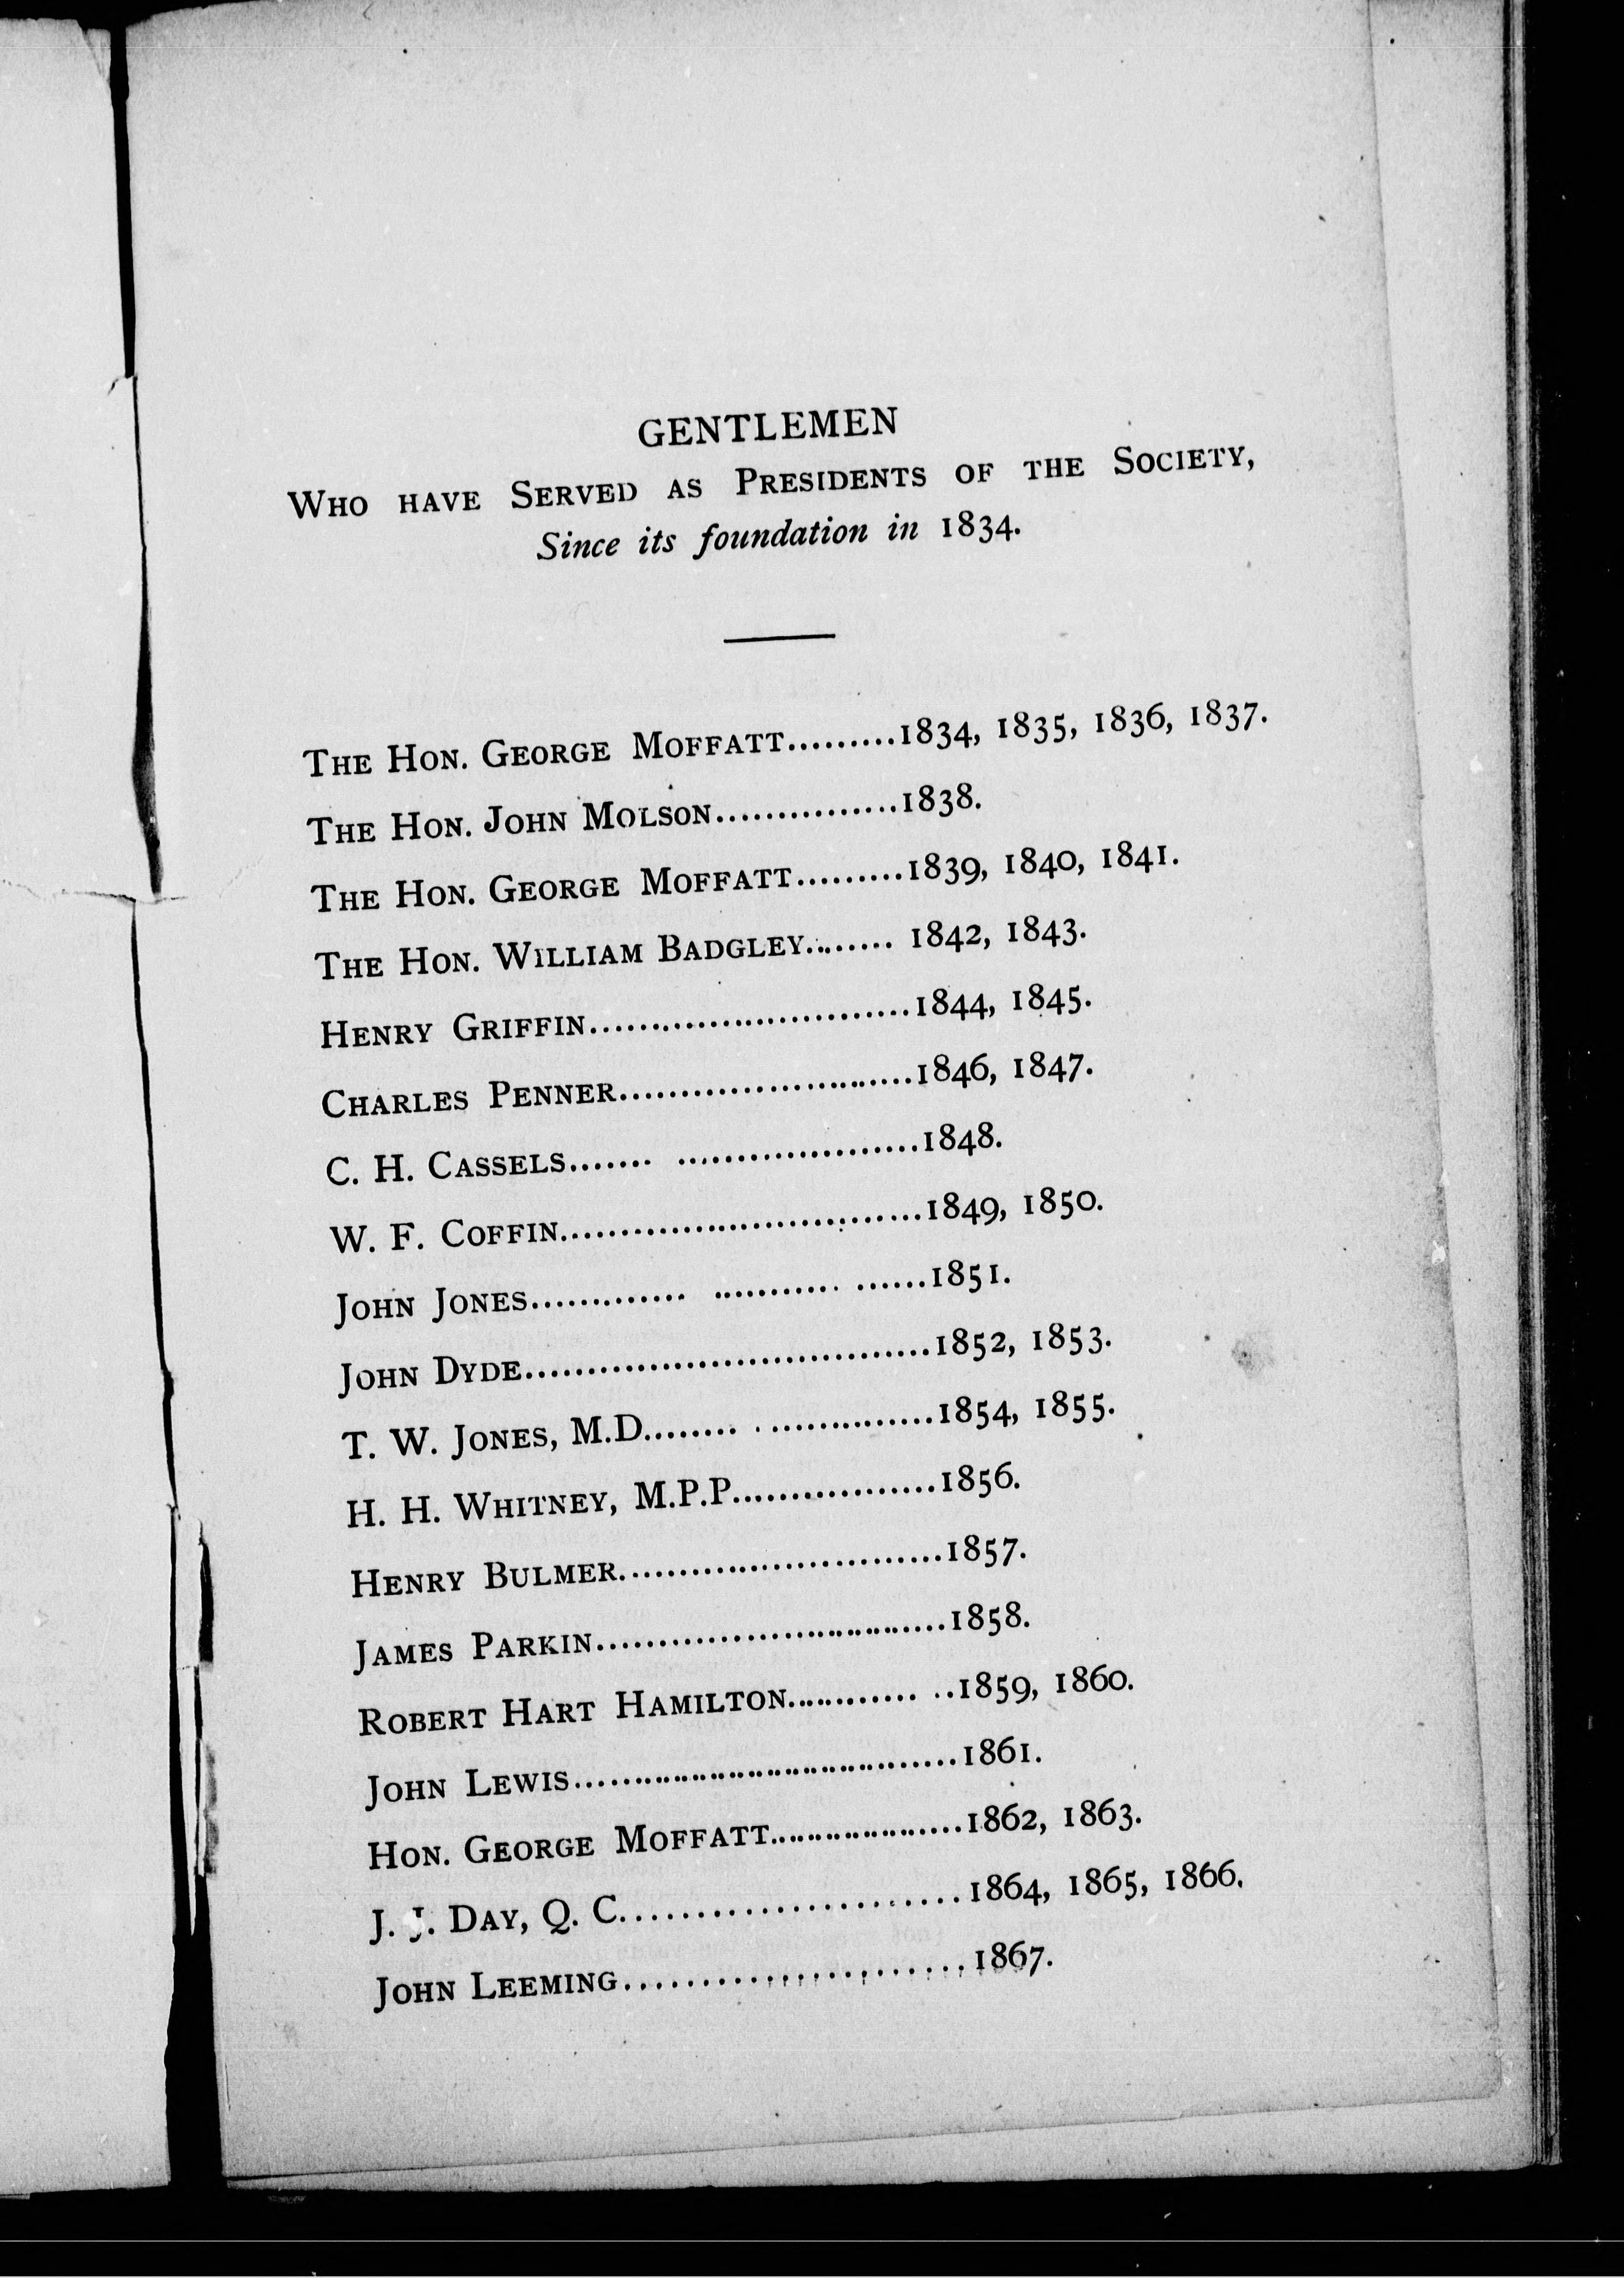 GENTLEMEN
WHO HAVE SERVED AS PRESIDENTS OF THE SOCIETY,
Since its foundation in 1834.
THE HON. GEORGE MOFFATT.........1834, 1835, 1836, 1837.
THE HON. JOHN MOLSON...............1838.
THE HON. GEORGE MOFFATT.........1839, 1840, 1841.
THE HON. WILLIAM BADGLEY........ 1842, 1843.
HENRY GRIFFIN...........................1844, 1845.
CHARLES PENNER........................1846, 1847.
C. H. CASSELS....... ....................1848.
W. F. COFFIN.............................1849, 1850.
JOHN JONES............. ........... ......1851.
JOHN DYDE.................................1852, 1853.
T. W. JONES, M.D........ ...............1854, 1855.
H. H. WHITNEY, M.P.P.................1856.
HENRY BULMER..........................1857.
JAMES PARKIN............................1858.
ROBERT HART HAMILTON........... ..1859, 1860.
JOHN LEWIS...............................1861.
HON. GEORGE MOFFATT................1862, 1863.
J. J. DAY, Q. C........................1864, 1865, 1866.
JOHN LEEMING........................1867.